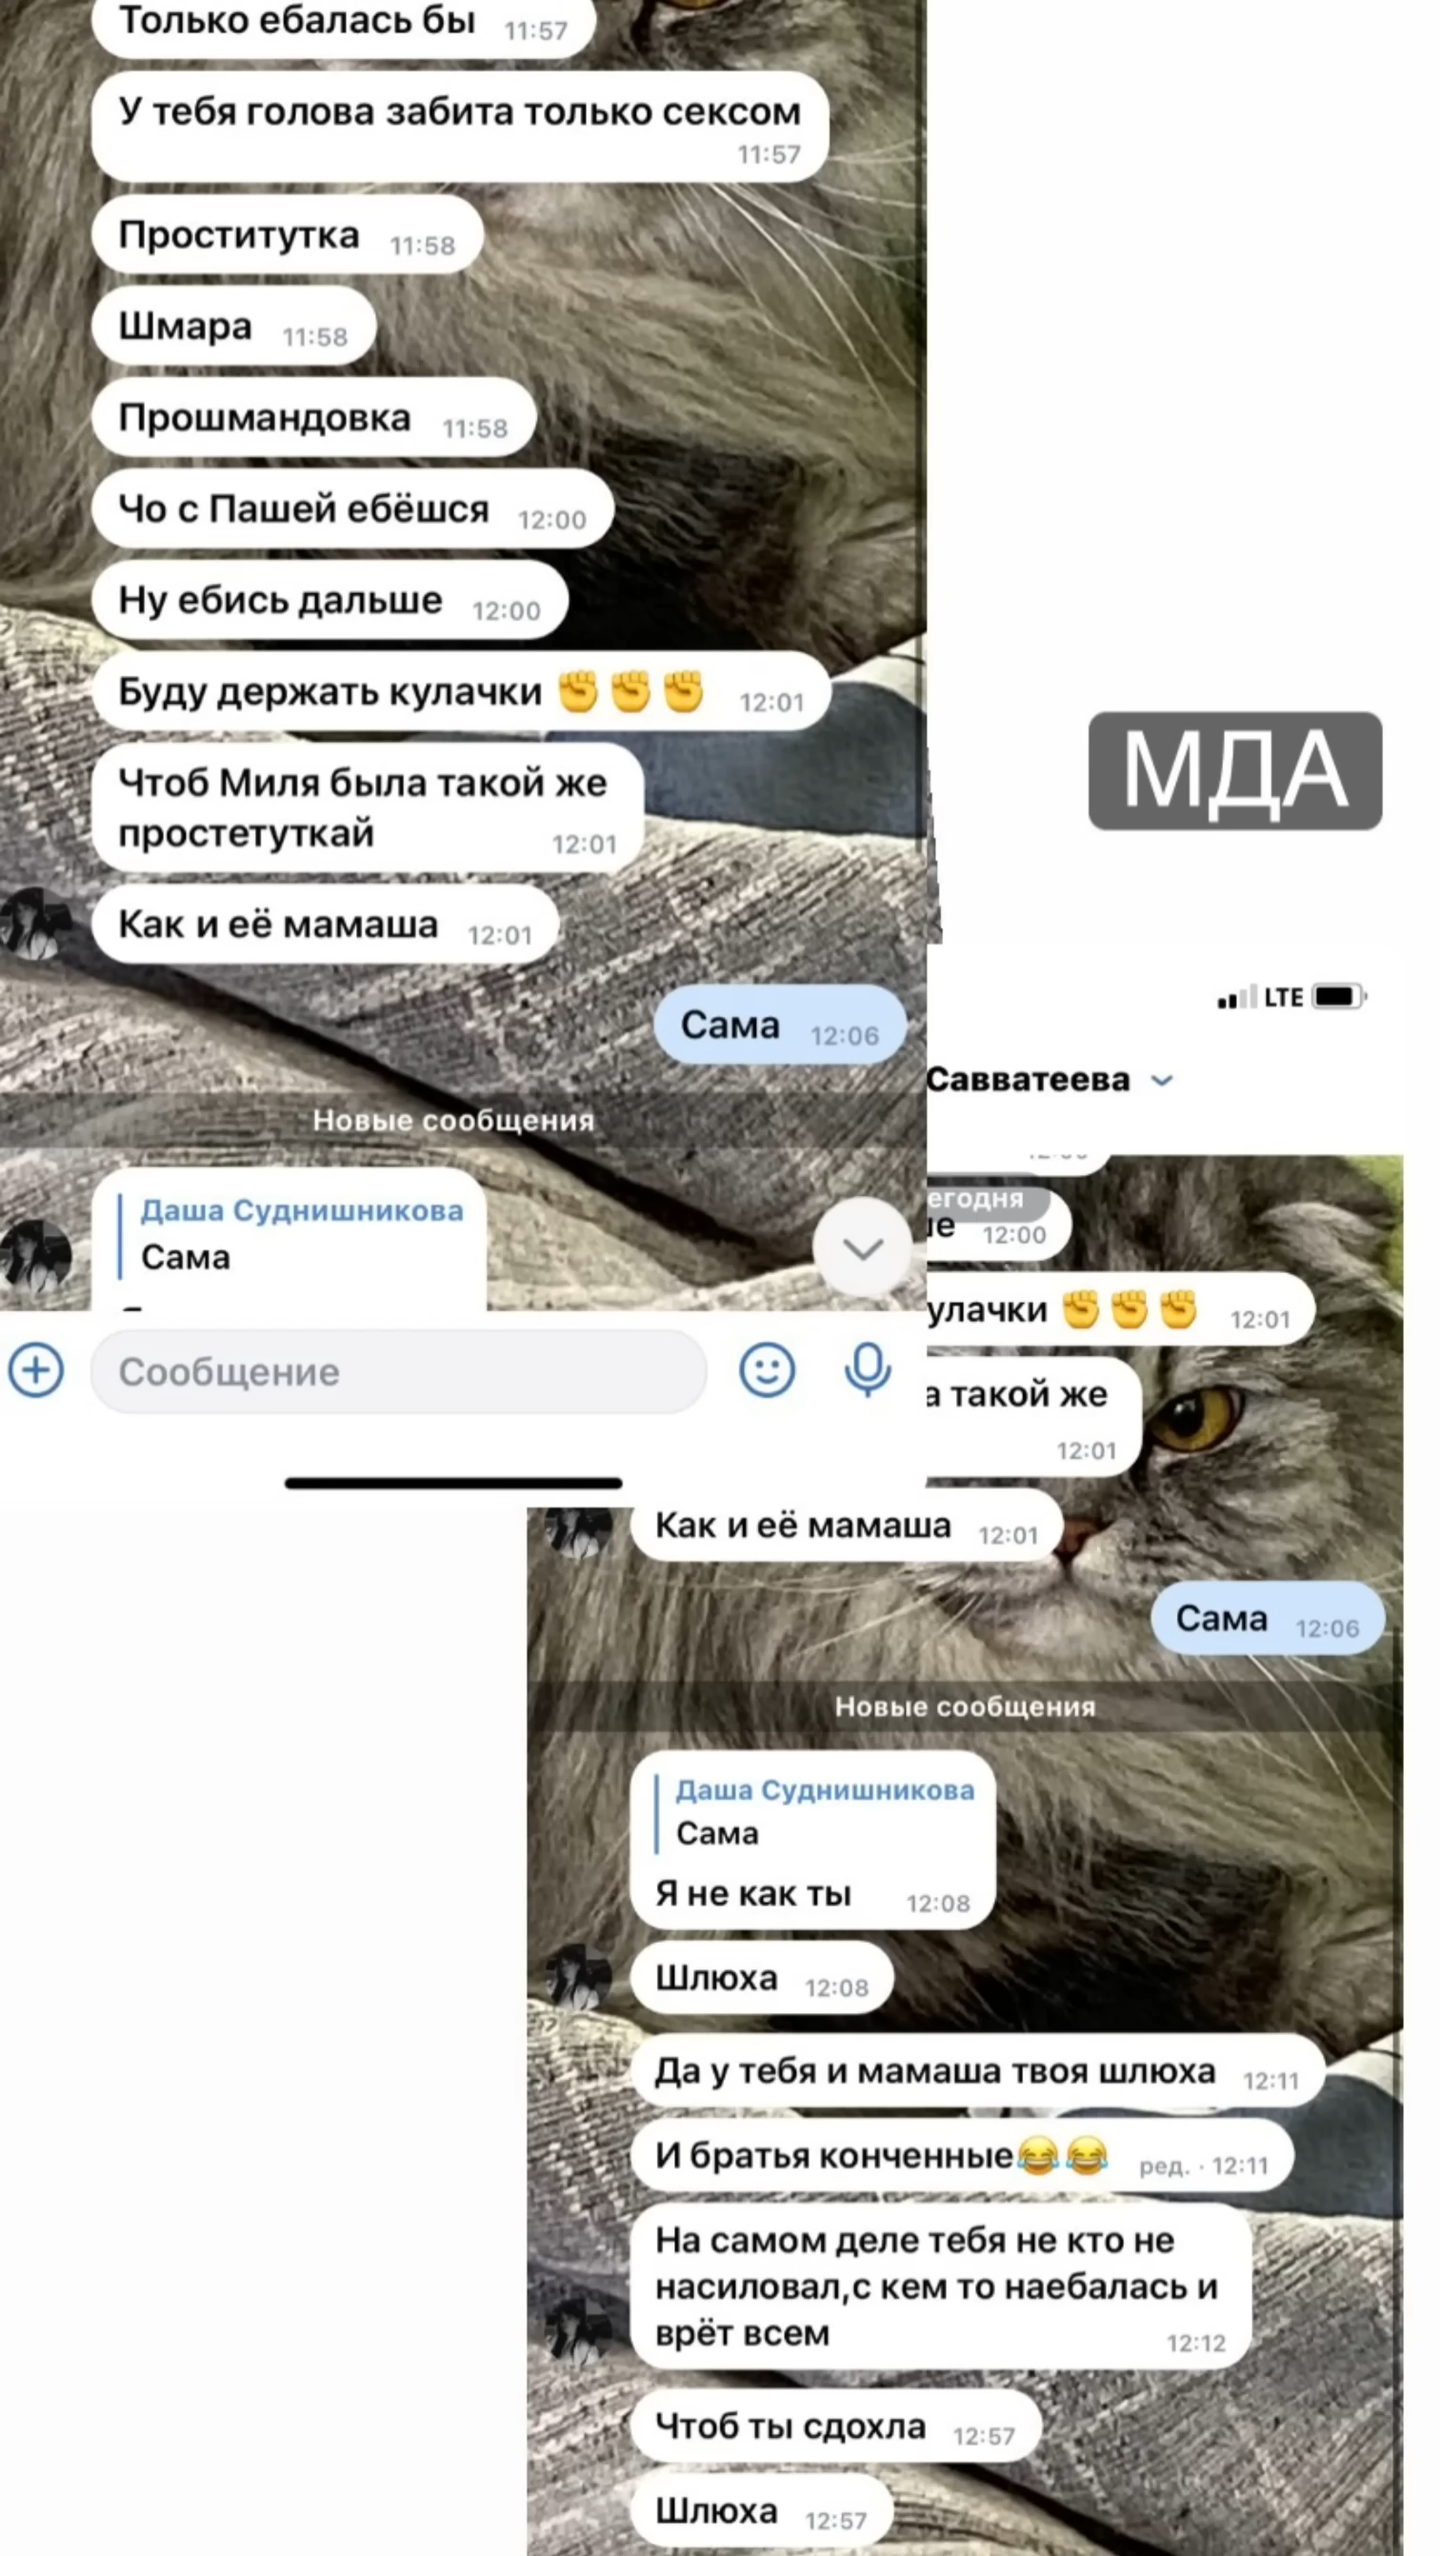 Только ебалась бы 11:57
У тебя голова забита только сексом
11:57
Проститутка 11:58
Шмара 11:58
Прошмандовка 11:58
Чо с Пашей ебёшся 12:00
Ну ебись дальше 12:00
Буду держать кулачки ✊✊✊ 12:01
Чтоб Миля была такой же
простетуткай 12:01
Как и её мамаша 12:01
Сама 12:06
Новые сообщения
Даша Суднишникова
Сама
Сообщение
МДА
LTE
Савватеева
егодня
ше 12:00
улачки ✊✊✊ 12:01
а такой же
12:01
Как и её мамаша 12:01
Сама 12:06
Новые сообщения
Даша Суднишникова
Сама
Я не как ты 12:08
Шлюха 12:08
Да у тебя и мамаша твоя шлюха 12:11
И братья конченные😂😂 ред. · 12:11
На самом деле тебя не кто не
насиловал,с кем то наебалась и
врёт всем 12:12
Чтоб ты сдохла 12:57
Шлюха 12:57